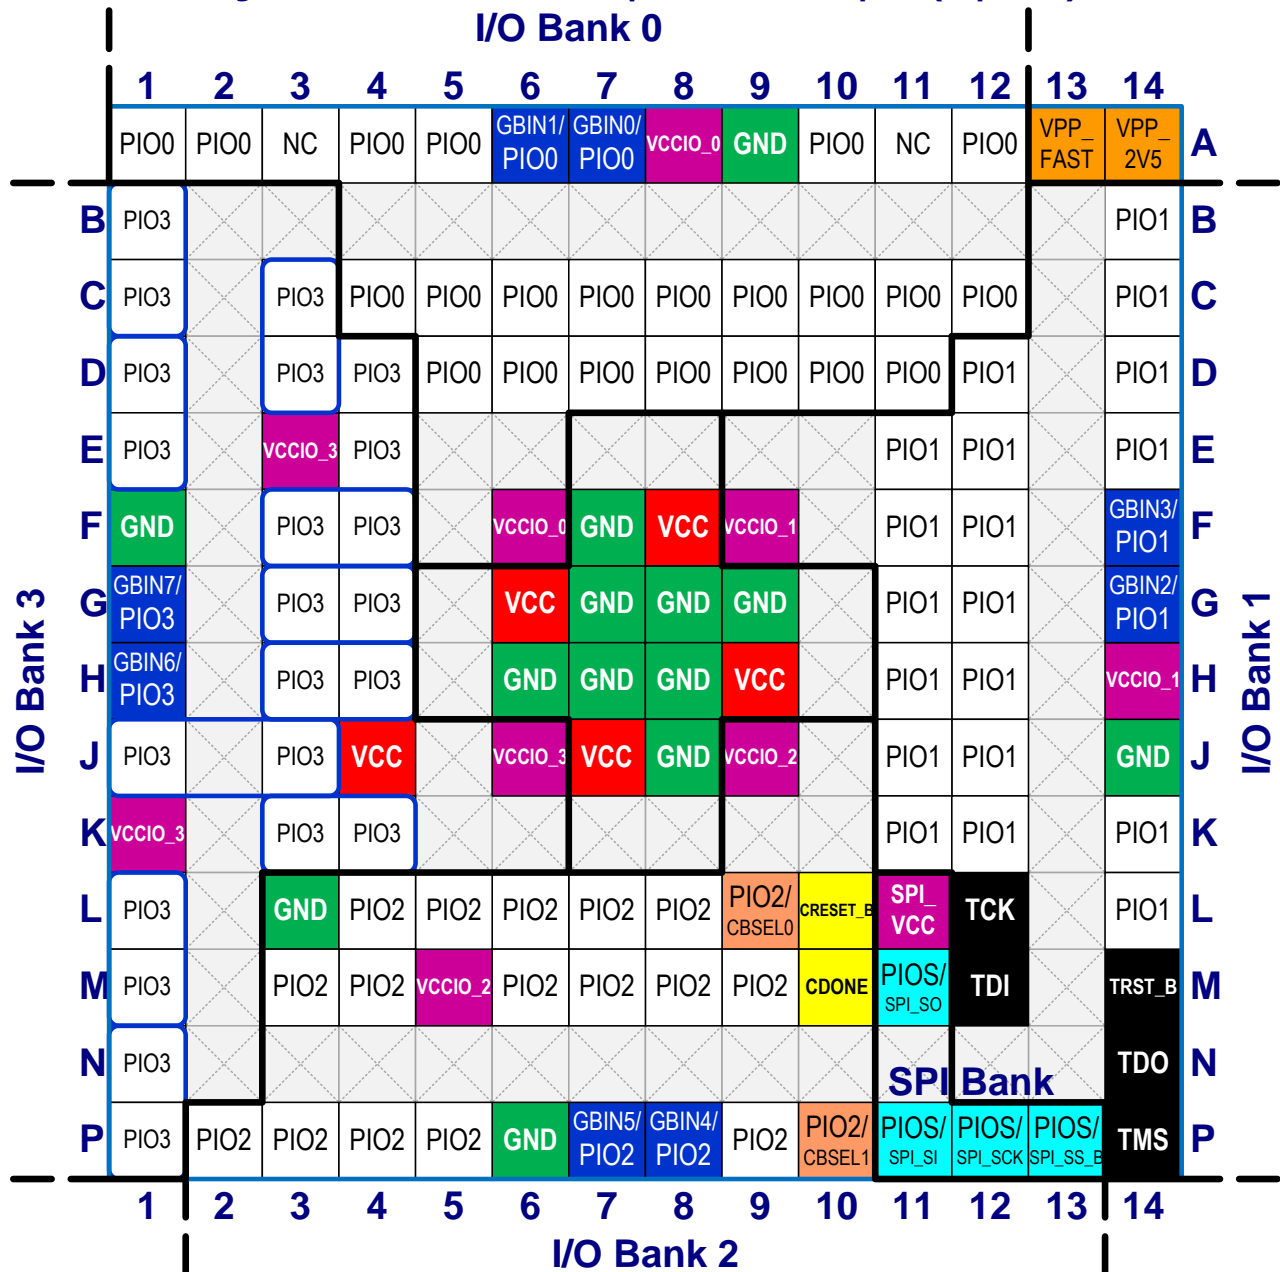 I/O Bank 0
1 2 3 4 5 6 7 8 9 10 11 12 13 14
PIO0 PIO0 NC PIO0 PIO0 GBIN1/ PIO0 GBIN0/ PIO0 VCCIO_0 GND PIO0 NC PIO0 VPP_ FAST VPP_ 2V5 A
B PIO3 PIO1 B
C PIO3 PIO3 PIO0 PIO0 PIO0 PIO0 PIO0 PIO0 PIO0 PIO0 PIO0 PIO1 C
D PIO3 PIO3 PIO3 PIO0 PIO0 PIO0 PIO0 PIO0 PIO0 PIO0 PIO1 PIO1 D
E PIO3 VCCIO_3 PIO3 PIO1 PIO1 PIO1 E
F GND PIO3 PIO3 VCCIO_0 GND VCC VCCIO_1 PIO1 PIO1 GBIN3/ PIO1 F
G GBIN7/ PIO3 PIO3 PIO3 VCC GND GND GND PIO1 PIO1 GBIN2/ PIO1 G
H GBIN6/ PIO3 PIO3 PIO3 GND GND GND VCC PIO1 PIO1 VCCIO_1 H
J PIO3 PIO3 VCC VCCIO_3 VCC GND VCCIO_2 PIO1 PIO1 GND J
K VCCIO_3 PIO3 PIO3 PIO1 PIO1 PIO1 K
L PIO3 GND PIO2 PIO2 PIO2 PIO2 PIO2 PIO2/ CBSEL0 CRESET_B SPI_ VCC TCK PIO1 L
M PIO3 PIO2 PIO2 VCCIO_2 PIO2 PIO2 PIO2 PIO2 CDONE PIOS/ SPI_SO TDI TRST_B M
N PIO3 SPI Bank TDO N
P PIO3 PIO2 PIO2 PIO2 PIO2 GND GBIN5/ PIO2 GBIN4/ PIO2 PIO2 PIO2/ CBSEL1 PIOS/ SPI_SI PIOS/ SPI_SCK PIOS/ SPI_SS_B TMS P
1 2 3 4 5 6 7 8 9 10 11 12 13 14
I/O Bank 2
I/O Bank 3
I/O Bank 1